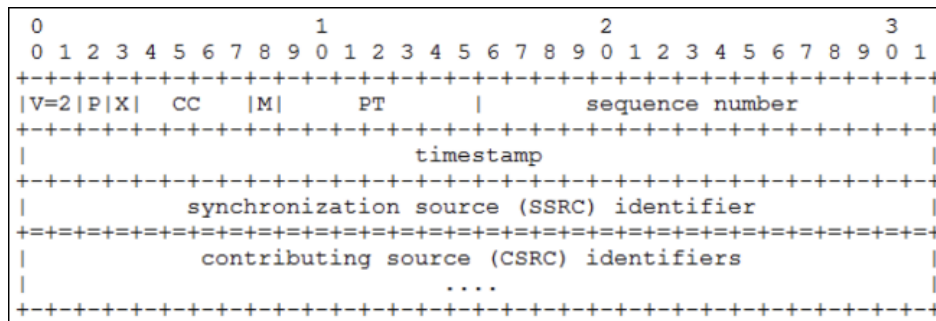 0                   1                   2                   3
 0 1 2 3 4 5 6 7 8 9 0 1 2 3 4 5 6 7 8 9 0 1 2 3 4 5 6 7 8 9 0 1
+-+-+-+-+-+-+-+-+-+-+-+-+-+-+-+-+-+-+-+-+-+-+-+-+-+-+-+-+-+-+-+-+
|V=2|P|X|  CC   |M|     PT      |       sequence number         |
+-+-+-+-+-+-+-+-+-+-+-+-+-+-+-+-+-+-+-+-+-+-+-+-+-+-+-+-+-+-+-+-+
|                           timestamp                           |
+-+-+-+-+-+-+-+-+-+-+-+-+-+-+-+-+-+-+-+-+-+-+-+-+-+-+-+-+-+-+-+-+
|           synchronization source (SSRC) identifier            |
+=+=+=+=+=+=+=+=+=+=+=+=+=+=+=+=+=+=+=+=+=+=+=+=+=+=+=+=+=+=+=+=+
|            contributing source (CSRC) identifiers             |
|                             ....                              |
+-+-+-+-+-+-+-+-+-+-+-+-+-+-+-+-+-+-+-+-+-+-+-+-+-+-+-+-+-+-+-+-+